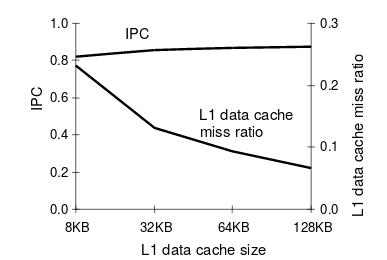 1.0
0.8
0.6
0.4
0.2
0.0
IPC
IPC
L1 data cache
miss ratio
0.3
0.2
0.1
0.0
L1 data cache miss ratio
8KB 32KB 64KB 128KB
L1 data cache size